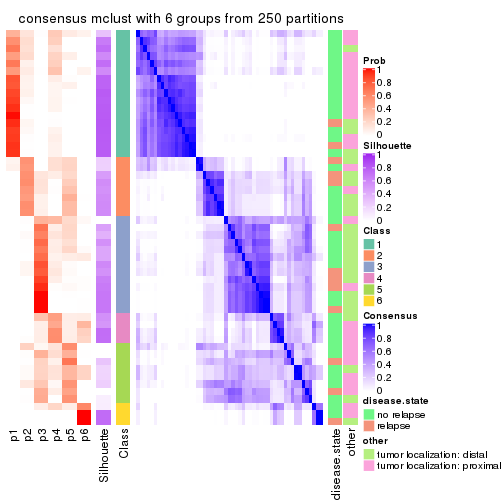 consensus mclust with 6 groups from 250 partitions
Prob
1
0.8
0.6
0.4
0.2
0
Silhouette
1
0.8
0.6
0.4
0.2
0
Class
1
2
3
4
5
6
Consensus
1
0.8
0.6
0.4
0.2
0
disease.state
no relapse
relapse
other
tumor localization: distal
tumor localization: proximal
p1
p2
p3
p4
p5
p6
Silhouette
Class
disease.state
other